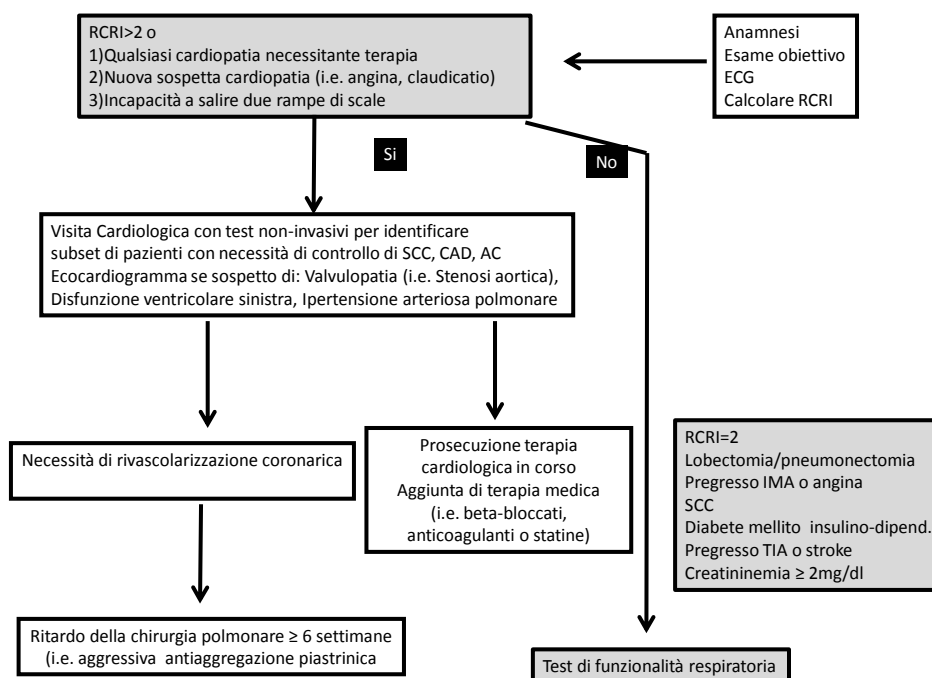 RCRI>2 o
1)Qualsiasi cardiopatia necessitante terapia
2)Nuova sospetta cardiopatia (i.e. angina, claudicatio)
3)Incapacità a salire due rampe di scale
Anamnesi
Esame obiettivo
ECG
Calcolare RCRI
Si
No
Visita Cardiologica con test non-invasivi per identificare
subset di pazienti con necessità di controllo di SCC, CAD, AC
Ecocardiogramma se sospetto di: Valvulopatia (i.e. Stenosi aortica),
Disfunzione ventricolare sinistra, Ipertensione arteriosa polmonare
Necessità di rivascolarizzazione coronarica
Prosecuzione terapia
cardiologica in corso
Aggiunta di terapia medica
(i.e. beta-bloccati,
anticoagulanti o statine)
RCRI=2
Lobectomia/pneumonectomia
Pregresso IMA o angina
SCC
Diabete mellito insulino-dipend.
Pregresso TIA o stroke
Creatininemia ≥ 2mg/dl
Ritardo della chirurgia polmonare ≥ 6 settimane
(i.e. aggressiva antiaggregazione piastrinica
Test di funzionalità respiratoria